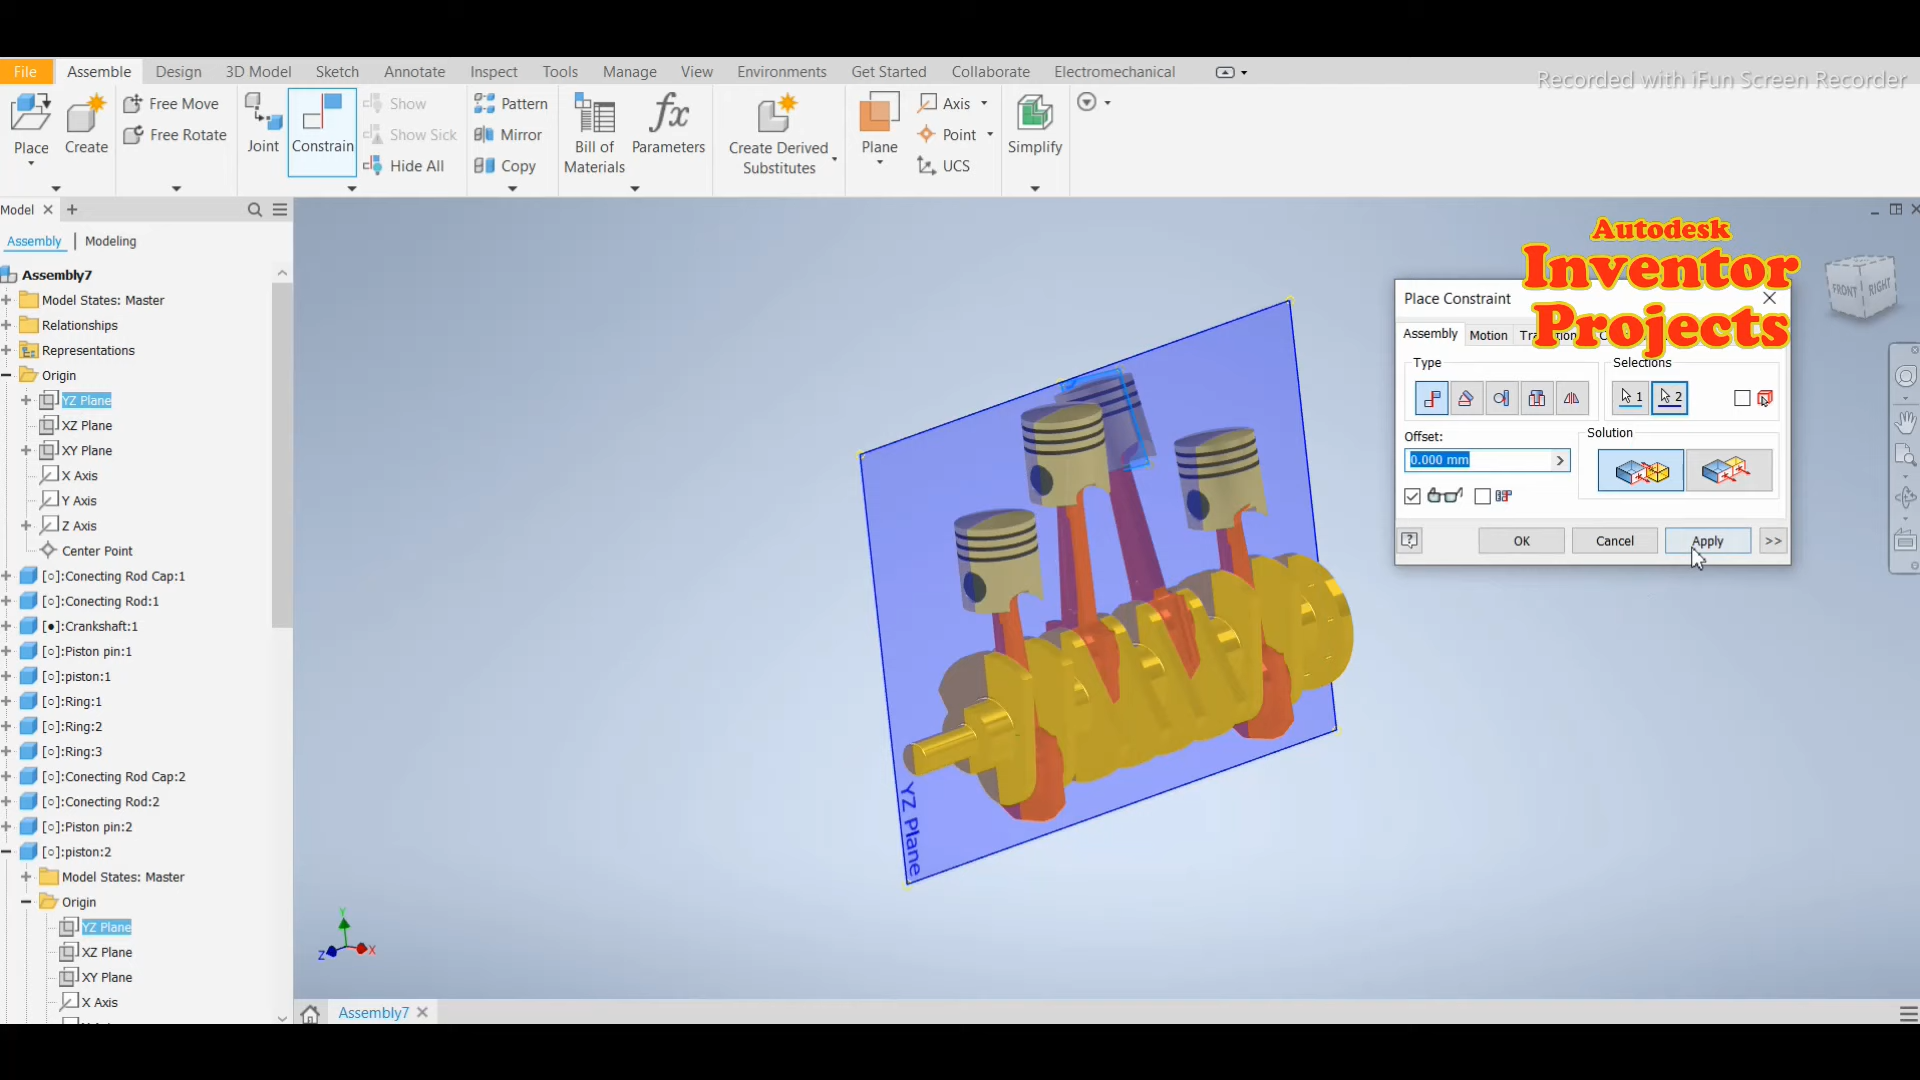 File Assemble Design 3D Model Sketch Annotate Inspect Tools Manage View Environments Get Started Collaborate Electromechanical
Recorded with iFun Screen Recorder
Place
Create
Free Move
Free Rotate
Joint
Constrain
Show
Show Sick
Hide All
Pattern
Mirror
Copy
Bill of
Materials
fx
Parameters
Create Derived
Substitutes
Plane
Axis
Point
UCS
Simplify
Model
Assembly Modeling
Assembly7
Model States: Master
Relationships
Representations
Origin
YZ Plane
XZ Plane
XY Plane
X Axis
Y Axis
Z Axis
Center Point
[○]:Conecting Rod Cap:1
[○]:Conecting Rod:1
[●]:Crankshaft:1
[○]:Piston pin:1
[○]:piston:1
[○]:Ring:1
[○]:Ring:2
[○]:Ring:3
[○]:Conecting Rod Cap:2
[○]:Conecting Rod:2
[○]:Piston pin:2
[○]:piston:2
Model States: Master
Origin
YZ Plane
XZ Plane
XY Plane
X Axis
YZ Plane
Y
Z
X
Autodesk
Inventor
Projects
FRONT RIGHT
Place Constraint
Assembly Motion
Type
Selections
1
2
Offset:
0.000 mm
Solution
OK Cancel Apply >>
Assembly7